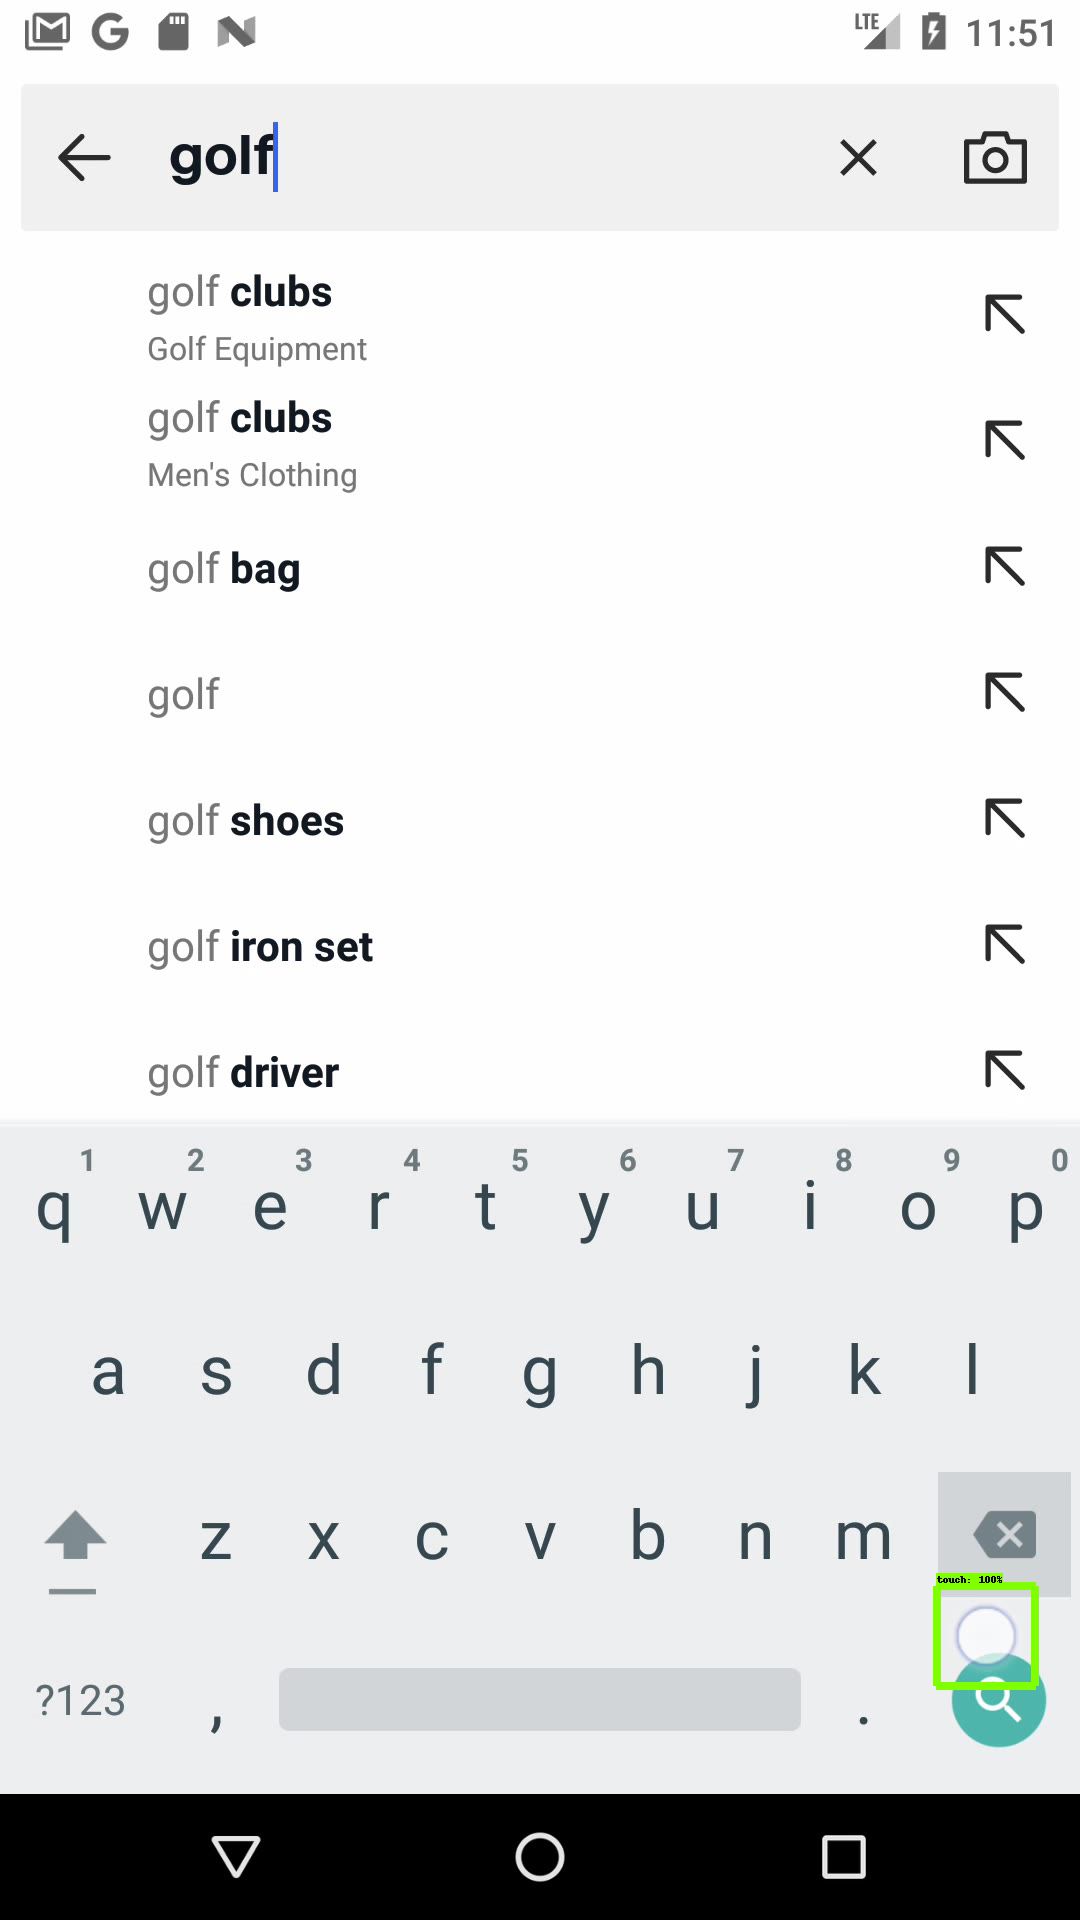 LTE 11:51
golf
golf clubs
Golf Equipment
golf clubs
Men's Clothing
golf bag
golf
golf shoes
golf iron set
golf driver
1 2 3 4 5 6 7 8 9 0
q w e r t y u i o p
a s d f g h j k l
z x c v b n m
touch: 100%
?123 , .